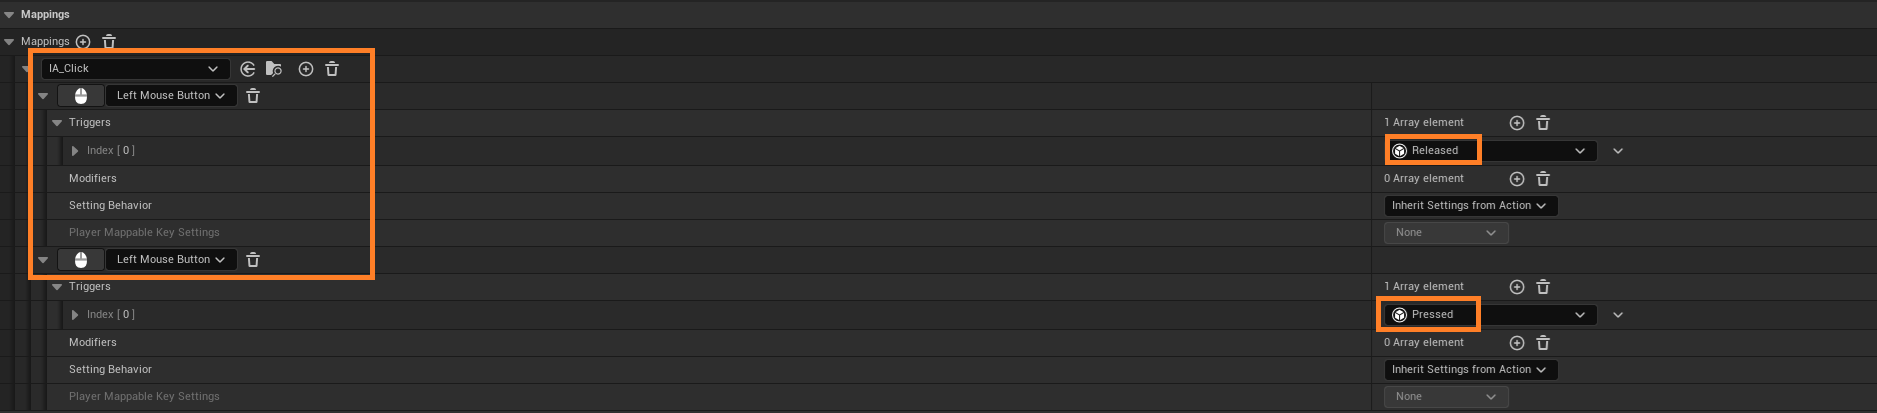 Mappings
Mappings
IA_Click
Left Mouse Button
Triggers 1 Array element
Index [ 0 ] Released
Modifiers 0 Array element
Setting Behavior Inherit Settings from Action
Player Mappable Key Settings None
Left Mouse Button
Triggers 1 Array element
Index [ 0 ] Pressed
Modifiers 0 Array element
Setting Behavior Inherit Settings from Action
Player Mappable Key Settings None